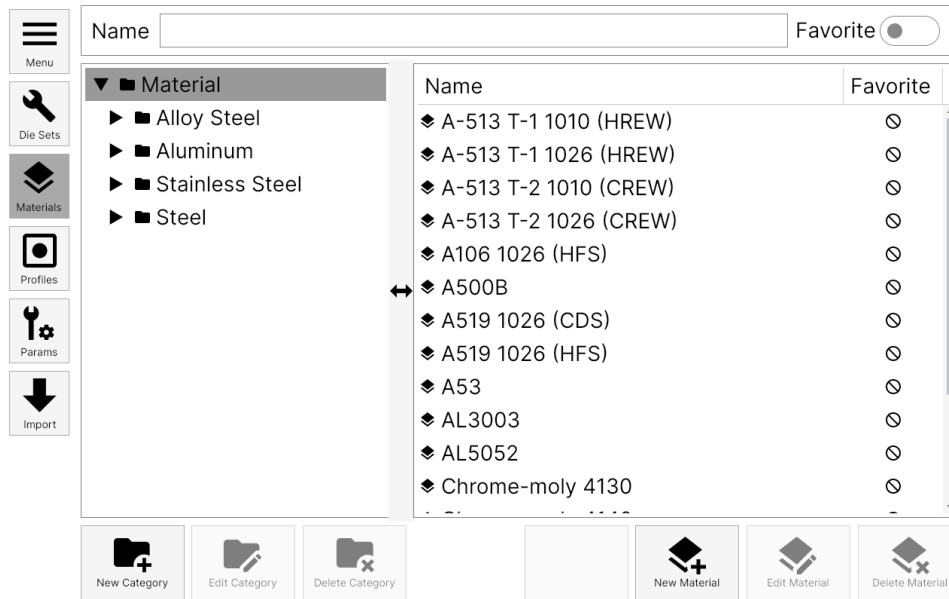 Menu
Die Sets
Materials
Profiles
Params
Import
Name
Favorite
Material
Alloy Steel
Aluminum
Stainless Steel
Steel
Name Favorite
A-513 T-1 1010 (HREW)
A-513 T-1 1026 (HREW)
A-513 T-2 1010 (CREW)
A-513 T-2 1026 (CREW)
A106 1026 (HFS)
A500B
A519 1026 (CDS)
A519 1026 (HFS)
A53
AL3003
AL5052
Chrome-moly 4130
New Category
Edit Category
Delete Category
New Material
Edit Material
Delete Material